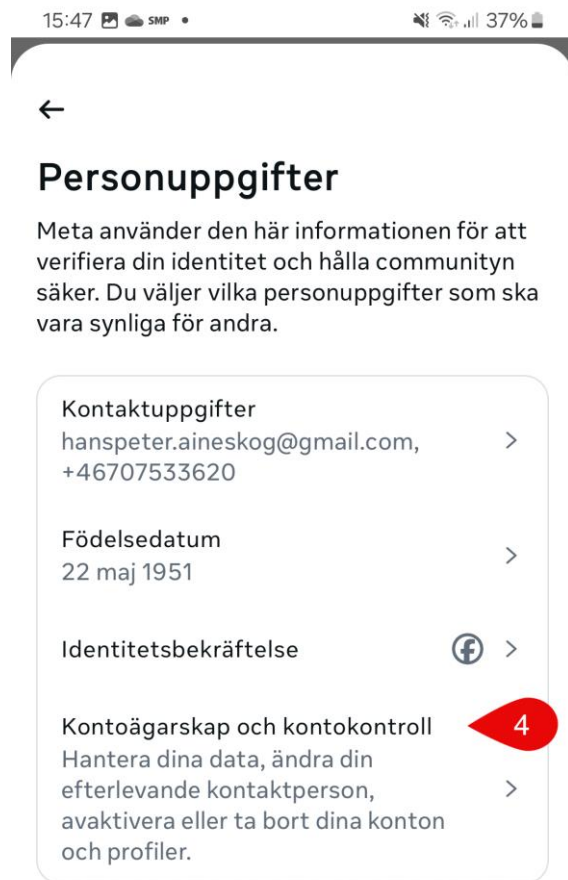 15:47 SMP • 37%
Personuppgifter
Meta använder den här informationen för att
verifiera din identitet och hålla communityn
säker. Du väljer vilka personuppgifter som ska
vara synliga för andra.
Kontaktuppgifter
hanspeter.aineskog@gmail.com,
+46707533620
Födelsedatum
22 maj 1951
Identitetsbekräftelse
Kontoägarskap och kontokontroll 4
Hantera dina data, ändra din
efterlevande kontaktperson,
avaktivera eller ta bort dina konton
och profiler.